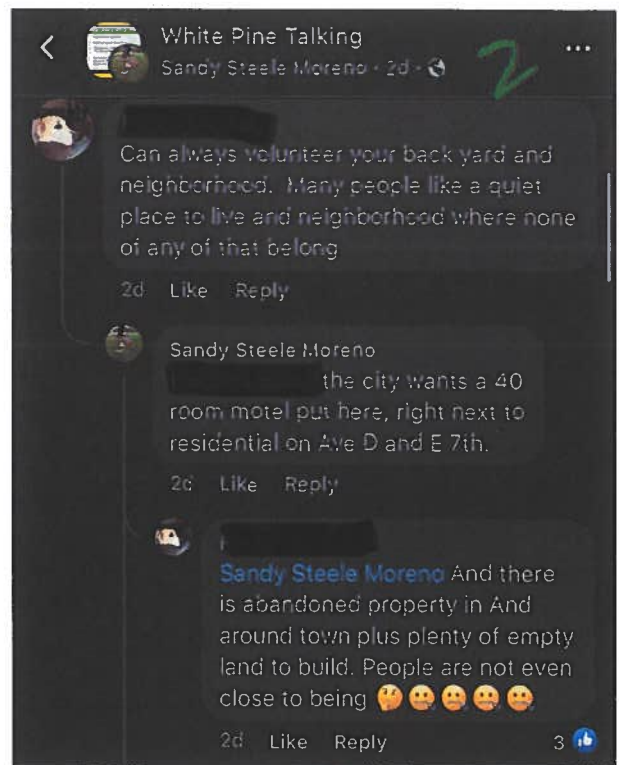 White Pine Talking
Sandy Steele Moreno · 2d ·
2
Can always volunteer your back yard and
neighborhood. Many people like a quiet
place to live and neighborhood where none
of any of that belong
2d Like Reply
Sandy Steele Moreno
the city wants a 40
room motel put here, right next to
residential on Ave D and E 7th.
2d Like Reply
Sandy Steele Moreno And there
is abandoned property in And
around town plus plenty of empty
land to build. People are not even
close to being 🤔🤐🤐🤐🤐
2d Like Reply 3